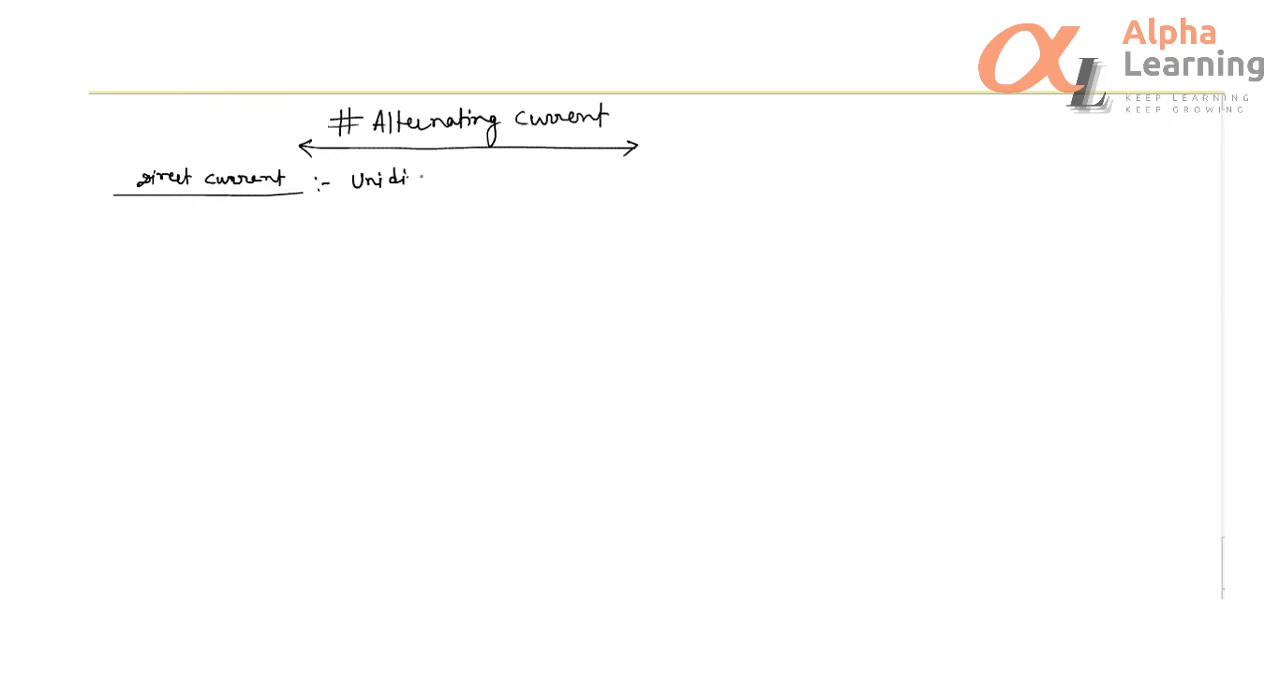 Alpha
Learning
KEEP LEARNING
KEEP GROWING
# Alternating current
Direct current :- Unidi